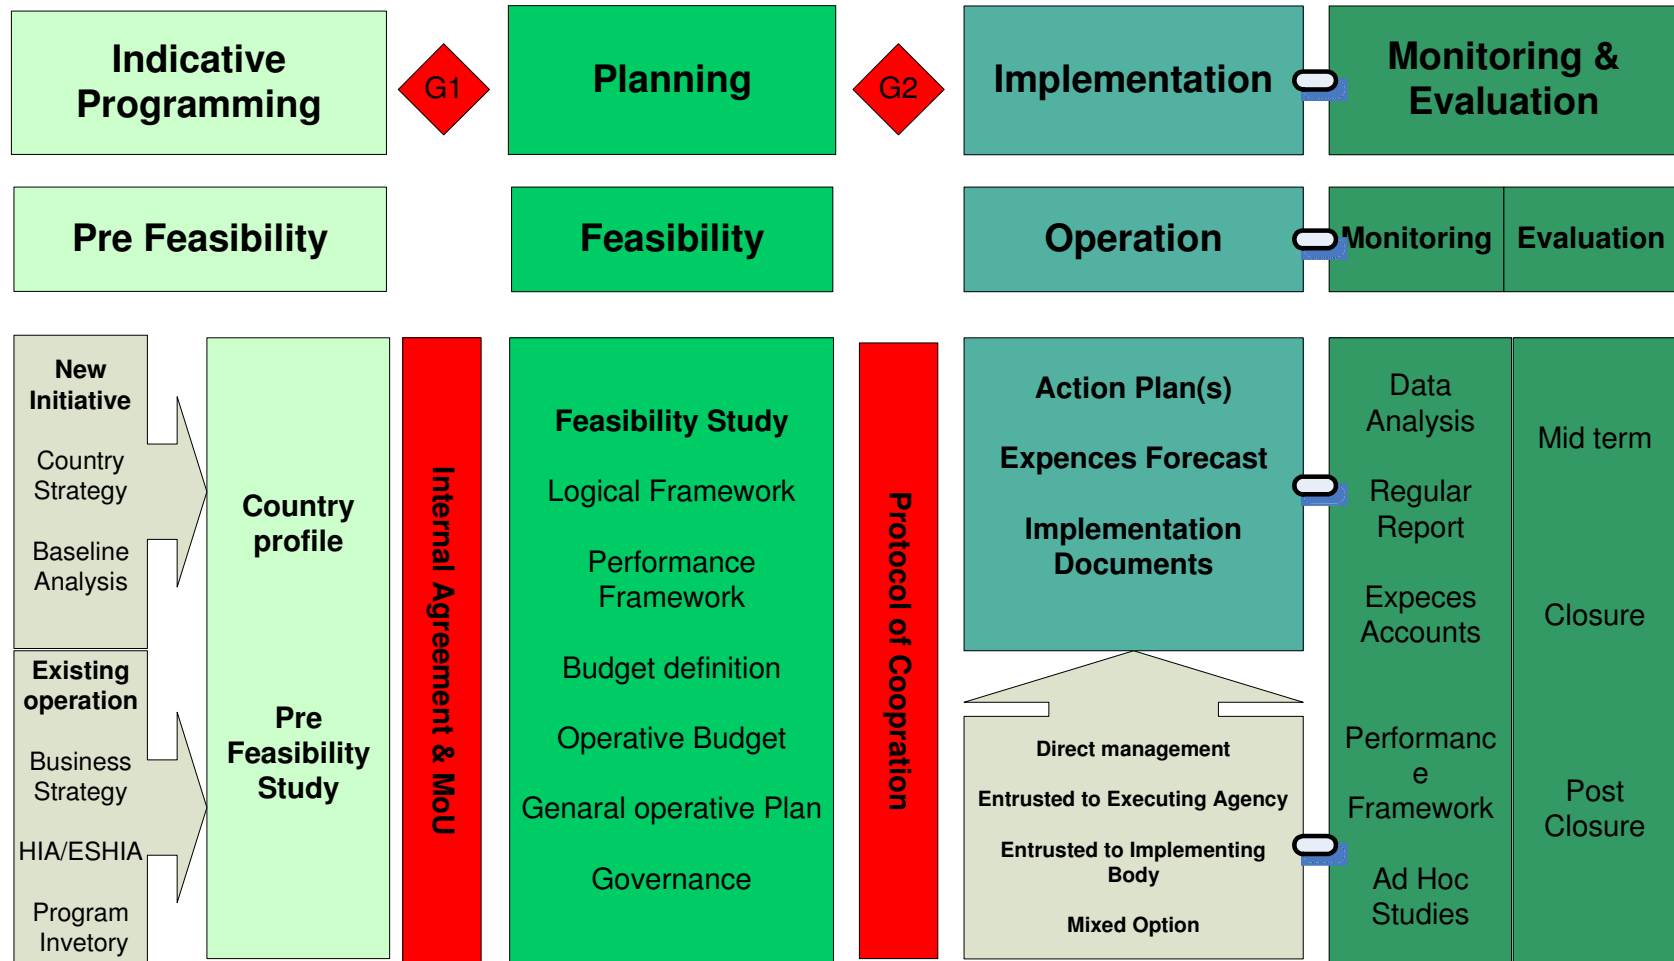 Indicative
Programming
G1
Planning
G2
Implementation
Monitoring &
Evaluation
Pre Feasibility
Feasibility
Operation
Monitoring
Evaluation
New
Initiative
Country
Strategy
Baseline
Analysis
Existing
operation
Business
Strategy
HIA/ESHIA
Program
Invetory
Country
profile
Pre
Feasibility
Study
Internal Agreement & MoU
Feasibility Study
Logical Framework
Performance
Framework
Budget definition
Operative Budget
Genaral operative Plan
Governance
Protocol of Coopration
Action Plan(s)
Expences Forecast
Implementation
Documents
Direct management
Entrusted to Executing Agency
Entrusted to Implementing
Body
Mixed Option
Data
Analysis
Regular
Report
Expeces
Accounts
Performanc
e
Framework
Ad Hoc
Studies
Mid term
Closure
Post
Closure